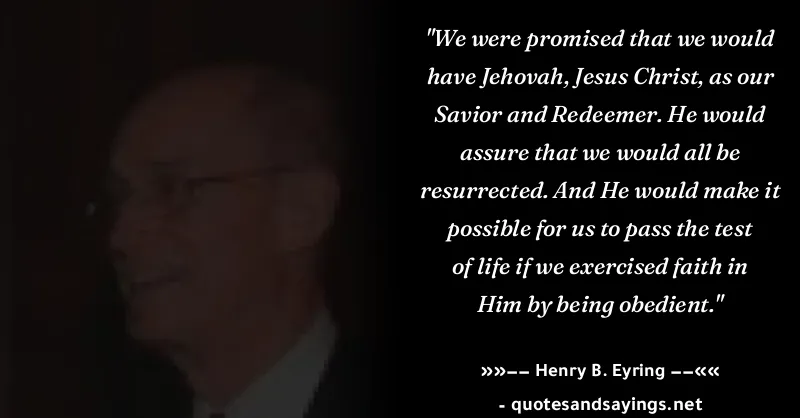 "We were promised that we would
have Jehovah, Jesus Christ, as our
Savior and Redeemer. He would
assure that we would all be
resurrected. And He would make it
possible for us to pass the test
of life if we exercised faith in
Him by being obedient."
»»−− Henry B. Eyring −−««
- quotesandsayings.net